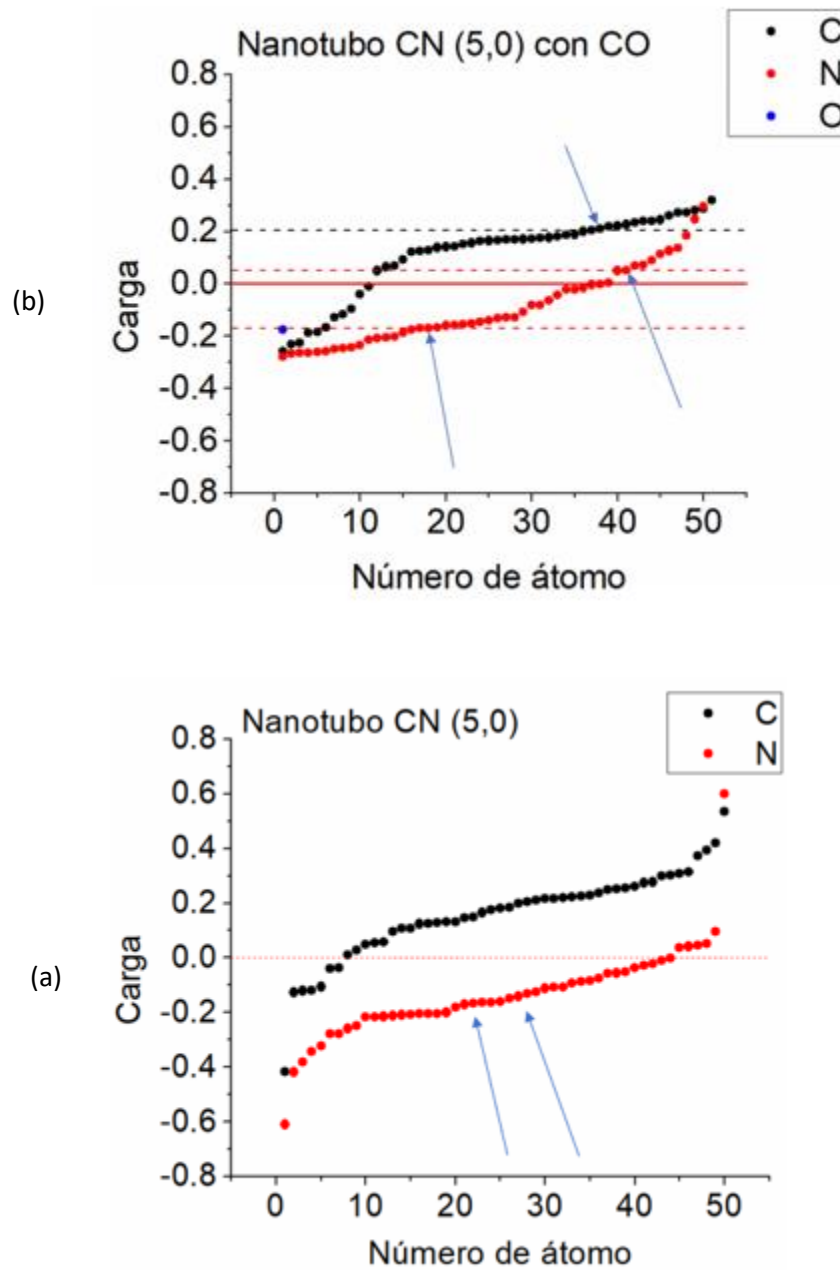 Nanotubo CN (5,0) con CO
C
N
O
(b)
Carga
0.8
0.6
0.4
0.2
0.0
-0.2
-0.4
-0.6
-0.8
0 10 20 30 40 50
Número de átomo
Nanotubo CN (5,0)
C
N
(a)
Carga
0.8
0.6
0.4
0.2
0.0
-0.2
-0.4
-0.6
-0.8
0 10 20 30 40 50
Número de átomo